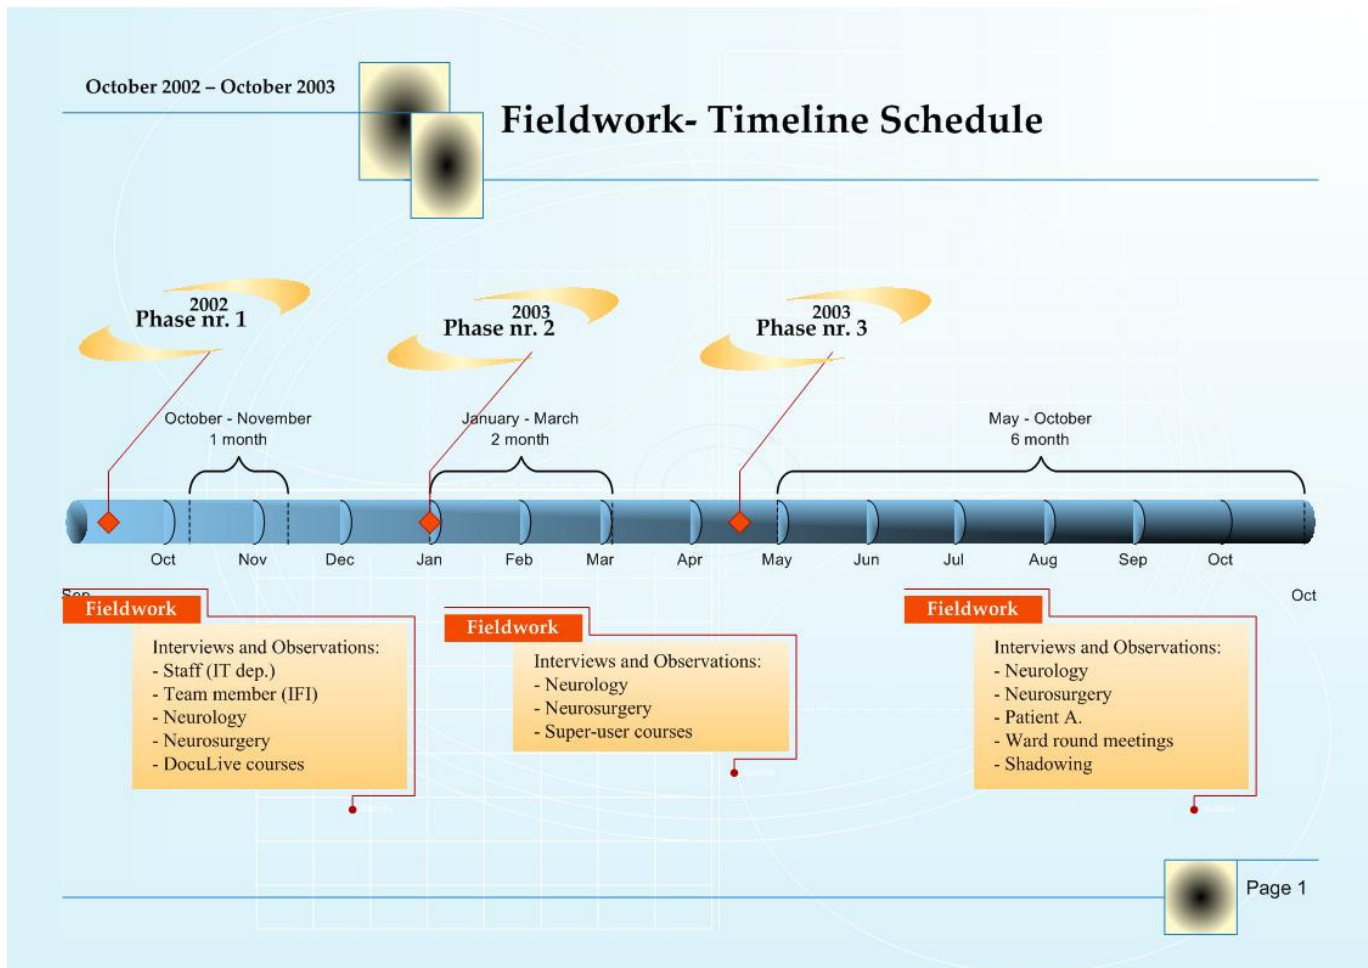 October 2002 – October 2003
Fieldwork- Timeline Schedule
2002
Phase nr. 1
2003
Phase nr. 2
2003
Phase nr. 3
October - November
1 month
January - March
2 month
May - October
6 month
Oct Nov Dec Jan Feb Mar Apr May Jun Jul Aug Sep Oct
Sep Oct
Fieldwork
Interviews and Observations:
- Staff (IT dep.)
- Team member (IFI)
- Neurology
- Neurosurgery
- DocuLive courses
Fieldwork
Interviews and Observations:
- Neurology
- Neurosurgery
- Super-user courses
Fieldwork
Interviews and Observations:
- Neurology
- Neurosurgery
- Patient A.
- Ward round meetings
- Shadowing
Page 1